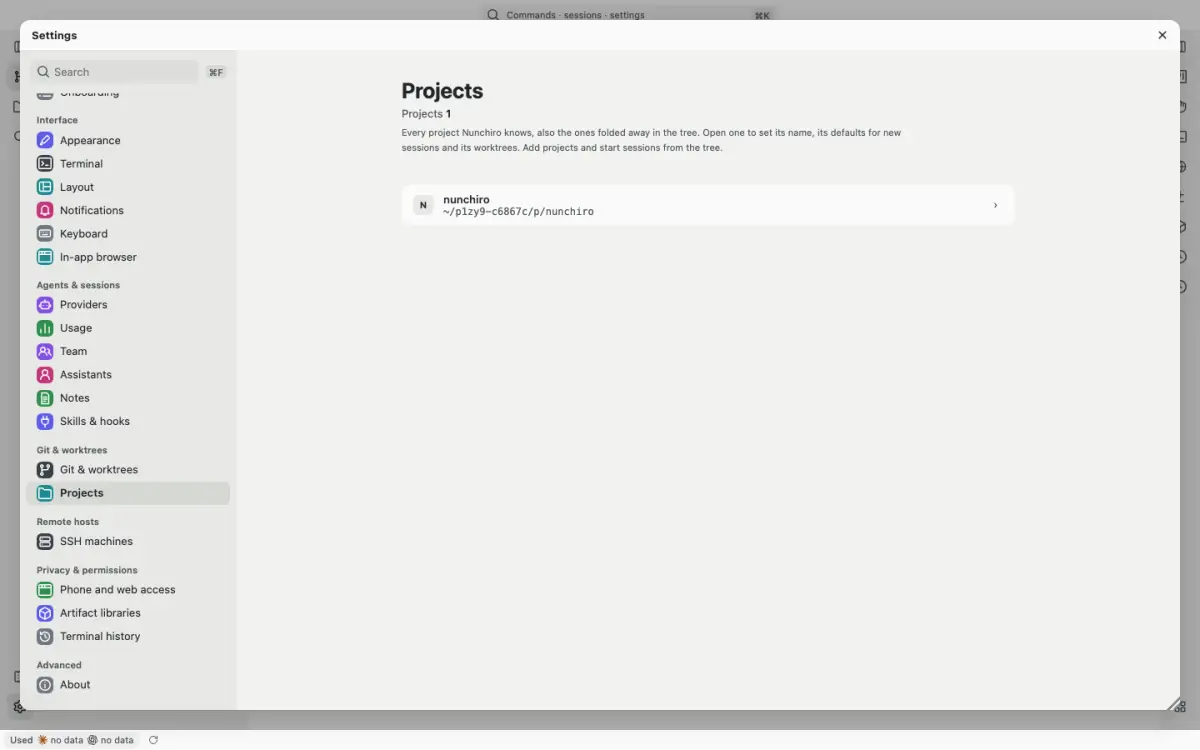 Commands · sessions · settings ⌘K
Settings
Search ⌘F
Onboarding
Interface
Appearance
Terminal
Layout
Notifications
Keyboard
In-app browser
Agents & sessions
Providers
Usage
Team
Assistants
Notes
Skills & hooks
Git & worktrees
Git & worktrees
Projects
Remote hosts
SSH machines
Privacy & permissions
Phone and web access
Artifact libraries
Terminal history
Advanced
About
Projects
Projects 1
Every project Nunchiro knows, also the ones folded away in the tree. Open one to set its name, its defaults for new
sessions and its worktrees. Add projects and start sessions from the tree.
N
nunchiro
~/p1zy9-c6867c/p/nunchiro
Used no data no data